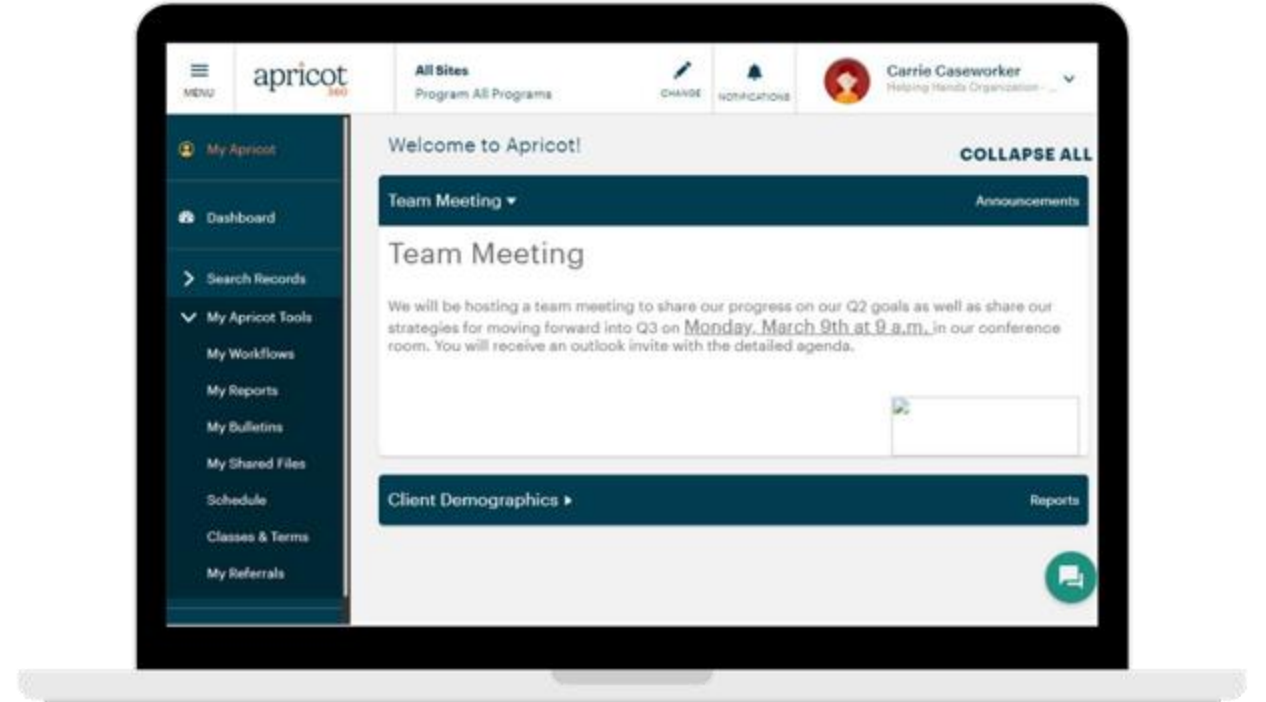 MENU
apricot
360
All Sites
Program All Programs
CHANGE
NOTIFICATIONS
Carrie Caseworker
Helping Hands Organization - ...
My Apricot
Dashboard
Search Records
My Apricot Tools
My Workflows
My Reports
My Bulletins
My Shared Files
Schedule
Classes & Terms
My Referrals
Welcome to Apricot!
COLLAPSE ALL
Team Meeting
Announcements
Team Meeting
We will be hosting a team meeting to share our progress on our Q2 goals as well as share our
strategies for moving forward into Q3 on Monday, March 9th at 9 a.m. in our conference
room. You will receive an outlook invite with the detailed agenda.
Client Demographics
Reports